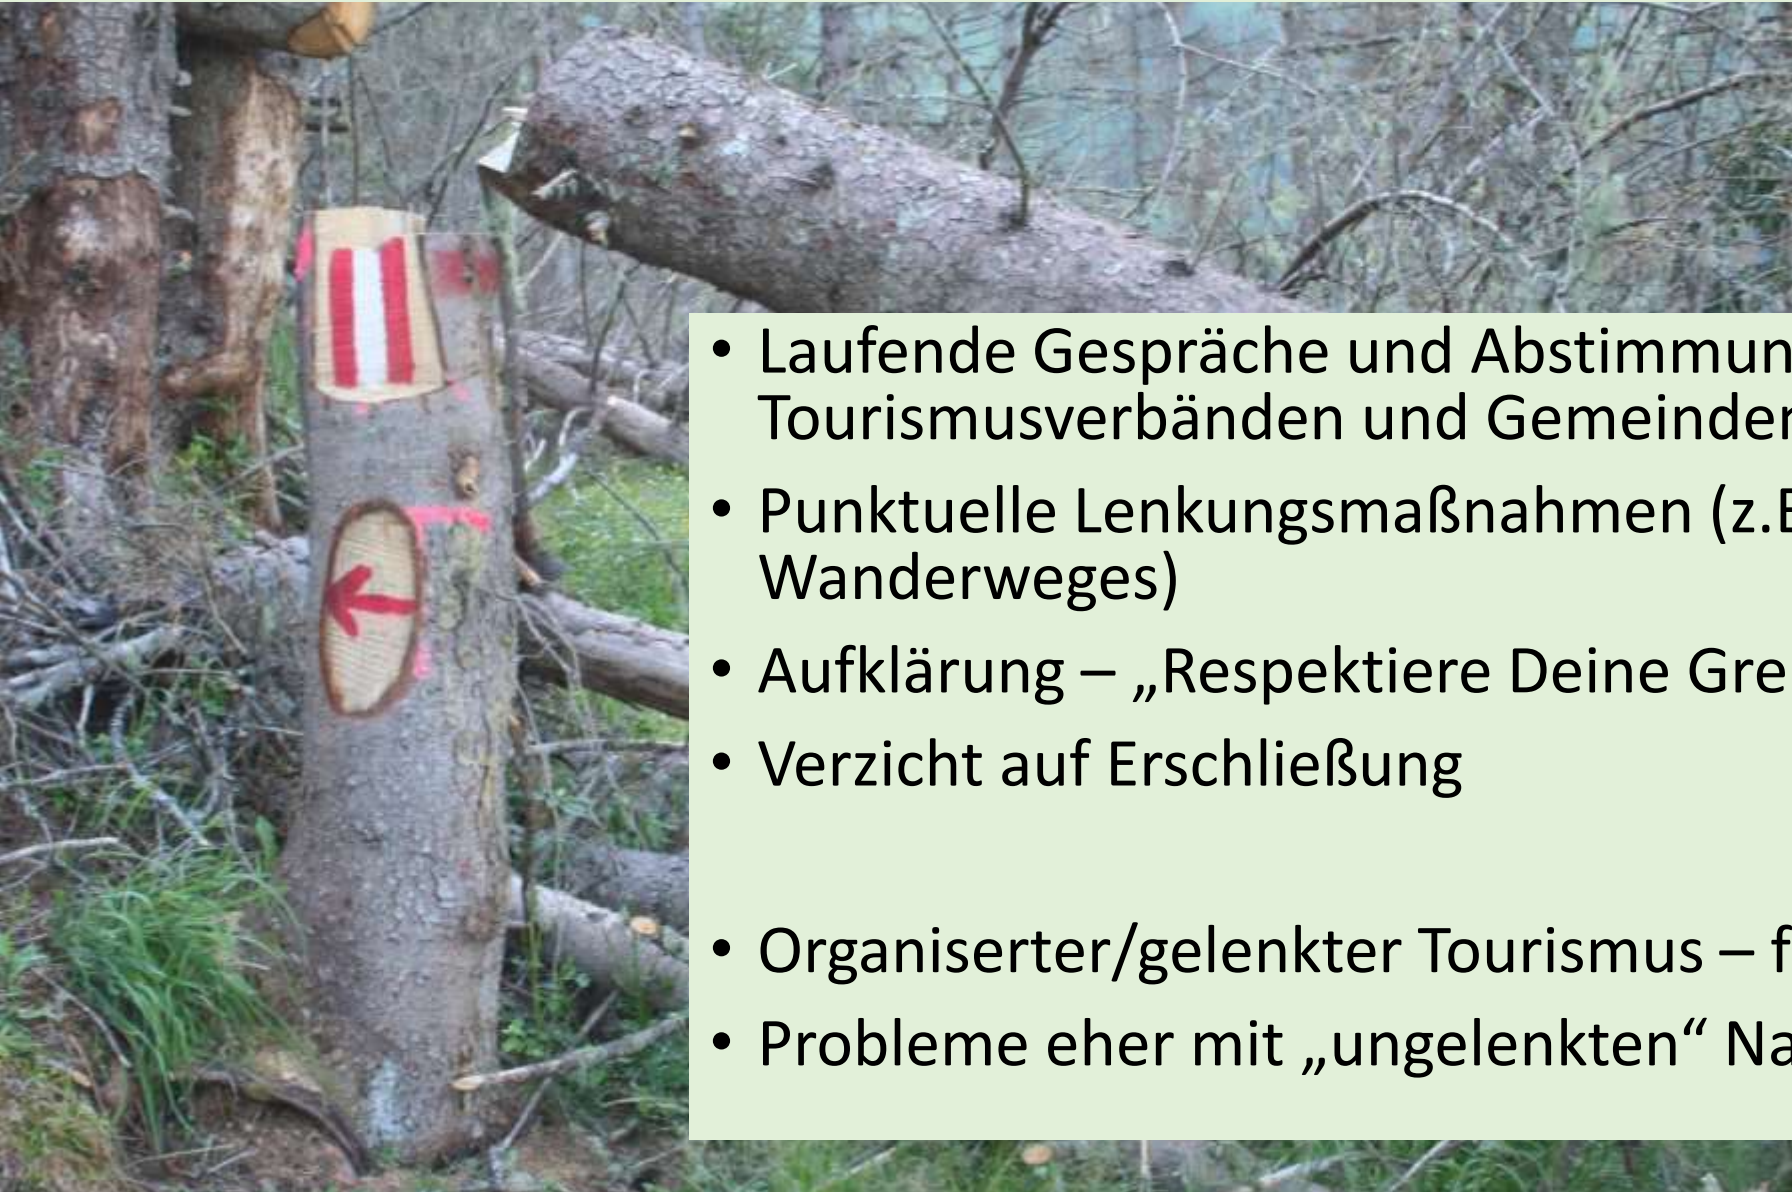 • Laufende Gespräche und Abstimmun
Tourismusverbänden und Gemeinden
• Punktuelle Lenkungsmaßnahmen (z.B
Wanderweges)
• Aufklärung – „Respektiere Deine Gre
• Verzicht auf Erschließung
• Organiserter/gelenkter Tourismus – f
• Probleme eher mit „ungelenkten“ Na